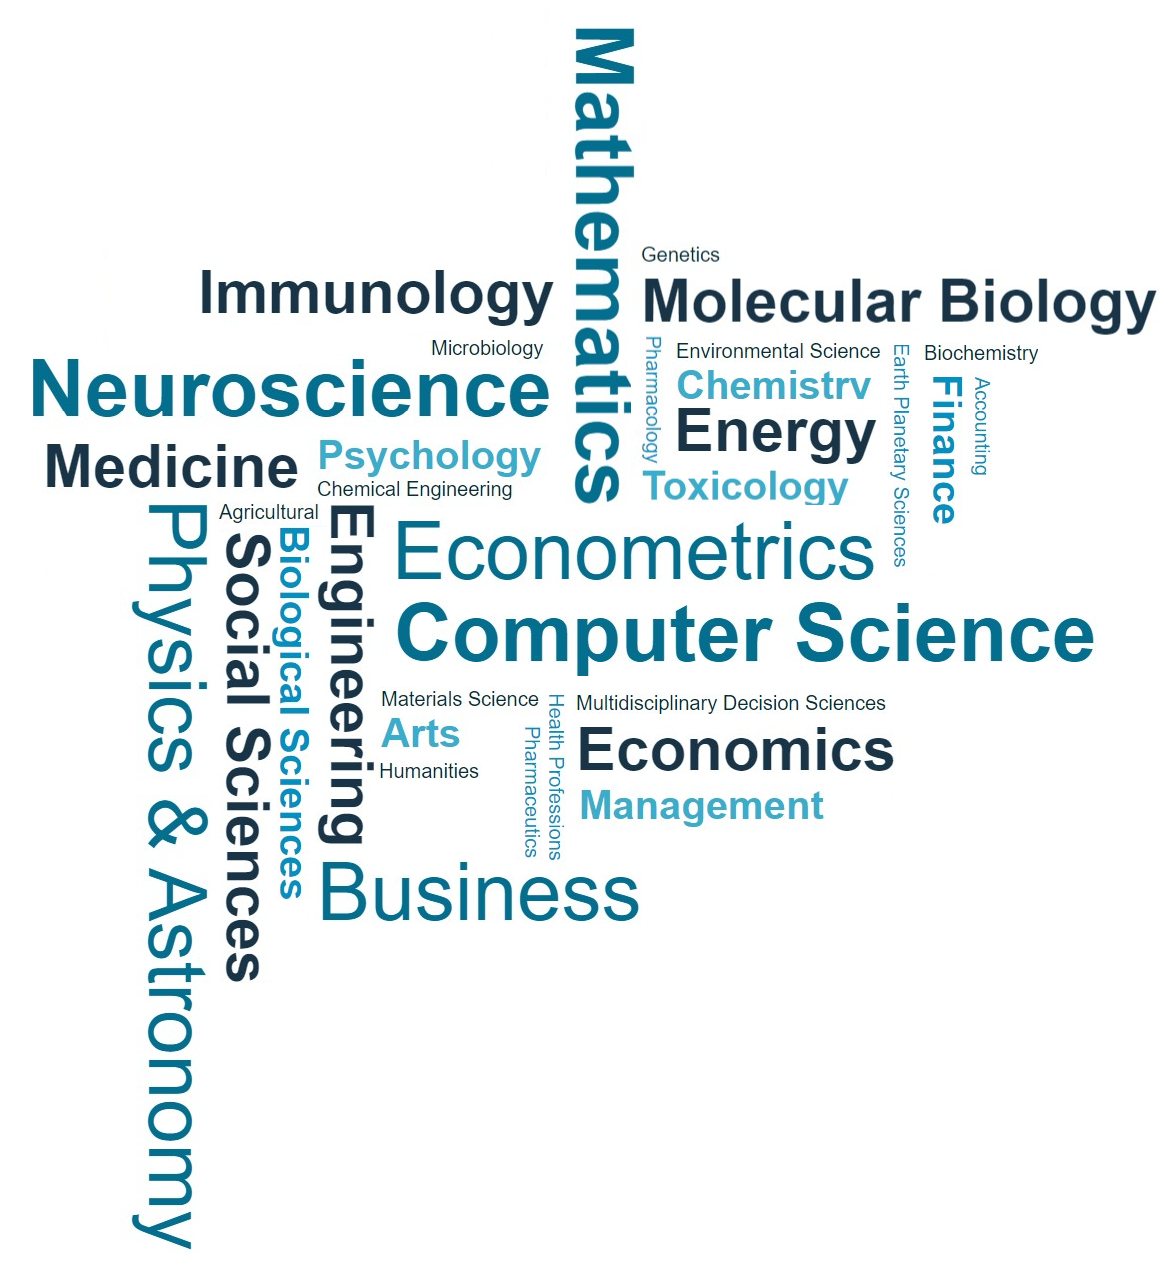 Mathematics
Genetics
Immunology
Molecular Biology
Microbiology
Pharmacology
Environmental Science
Earth Planetary Sciences
Biochemistry
Neuroscience
Chemistrv
Finance
Accounting
Energy
Medicine
Psychology
Toxicology
Chemical Engineering
Physics & Astronomy
Agricultural
Social Sciences
Biological Sciences
Engineering
Econometrics
Computer Science
Materials Science
Health Professions
Multidisciplinary Decision Sciences
Arts
Pharmaceutics
Economics
Humanities
Management
Business